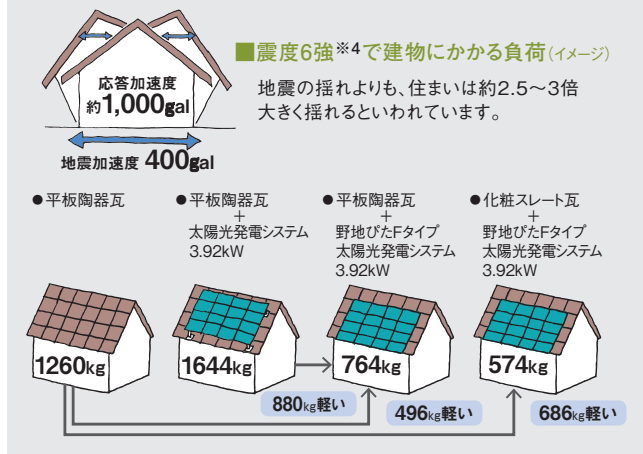 ■震度6強※4で建物にかかる負荷(イメージ)
地震の揺れよりも、住まいは約2.5〜3倍
大きく揺れるといわれています。
応答加速度
約1,000gal
地震加速度 400gal
●平板陶器瓦
●平板陶器瓦
+
太陽光発電システム
3.92kW
●平板陶器瓦
+
野地ぴたFタイプ
太陽光発電システム
3.92kW
●化粧スレート瓦
+
野地ぴたFタイプ
太陽光発電システム
3.92kW
1260kg
1644kg
764kg
574kg
880kg軽い
496kg軽い
686kg軽い